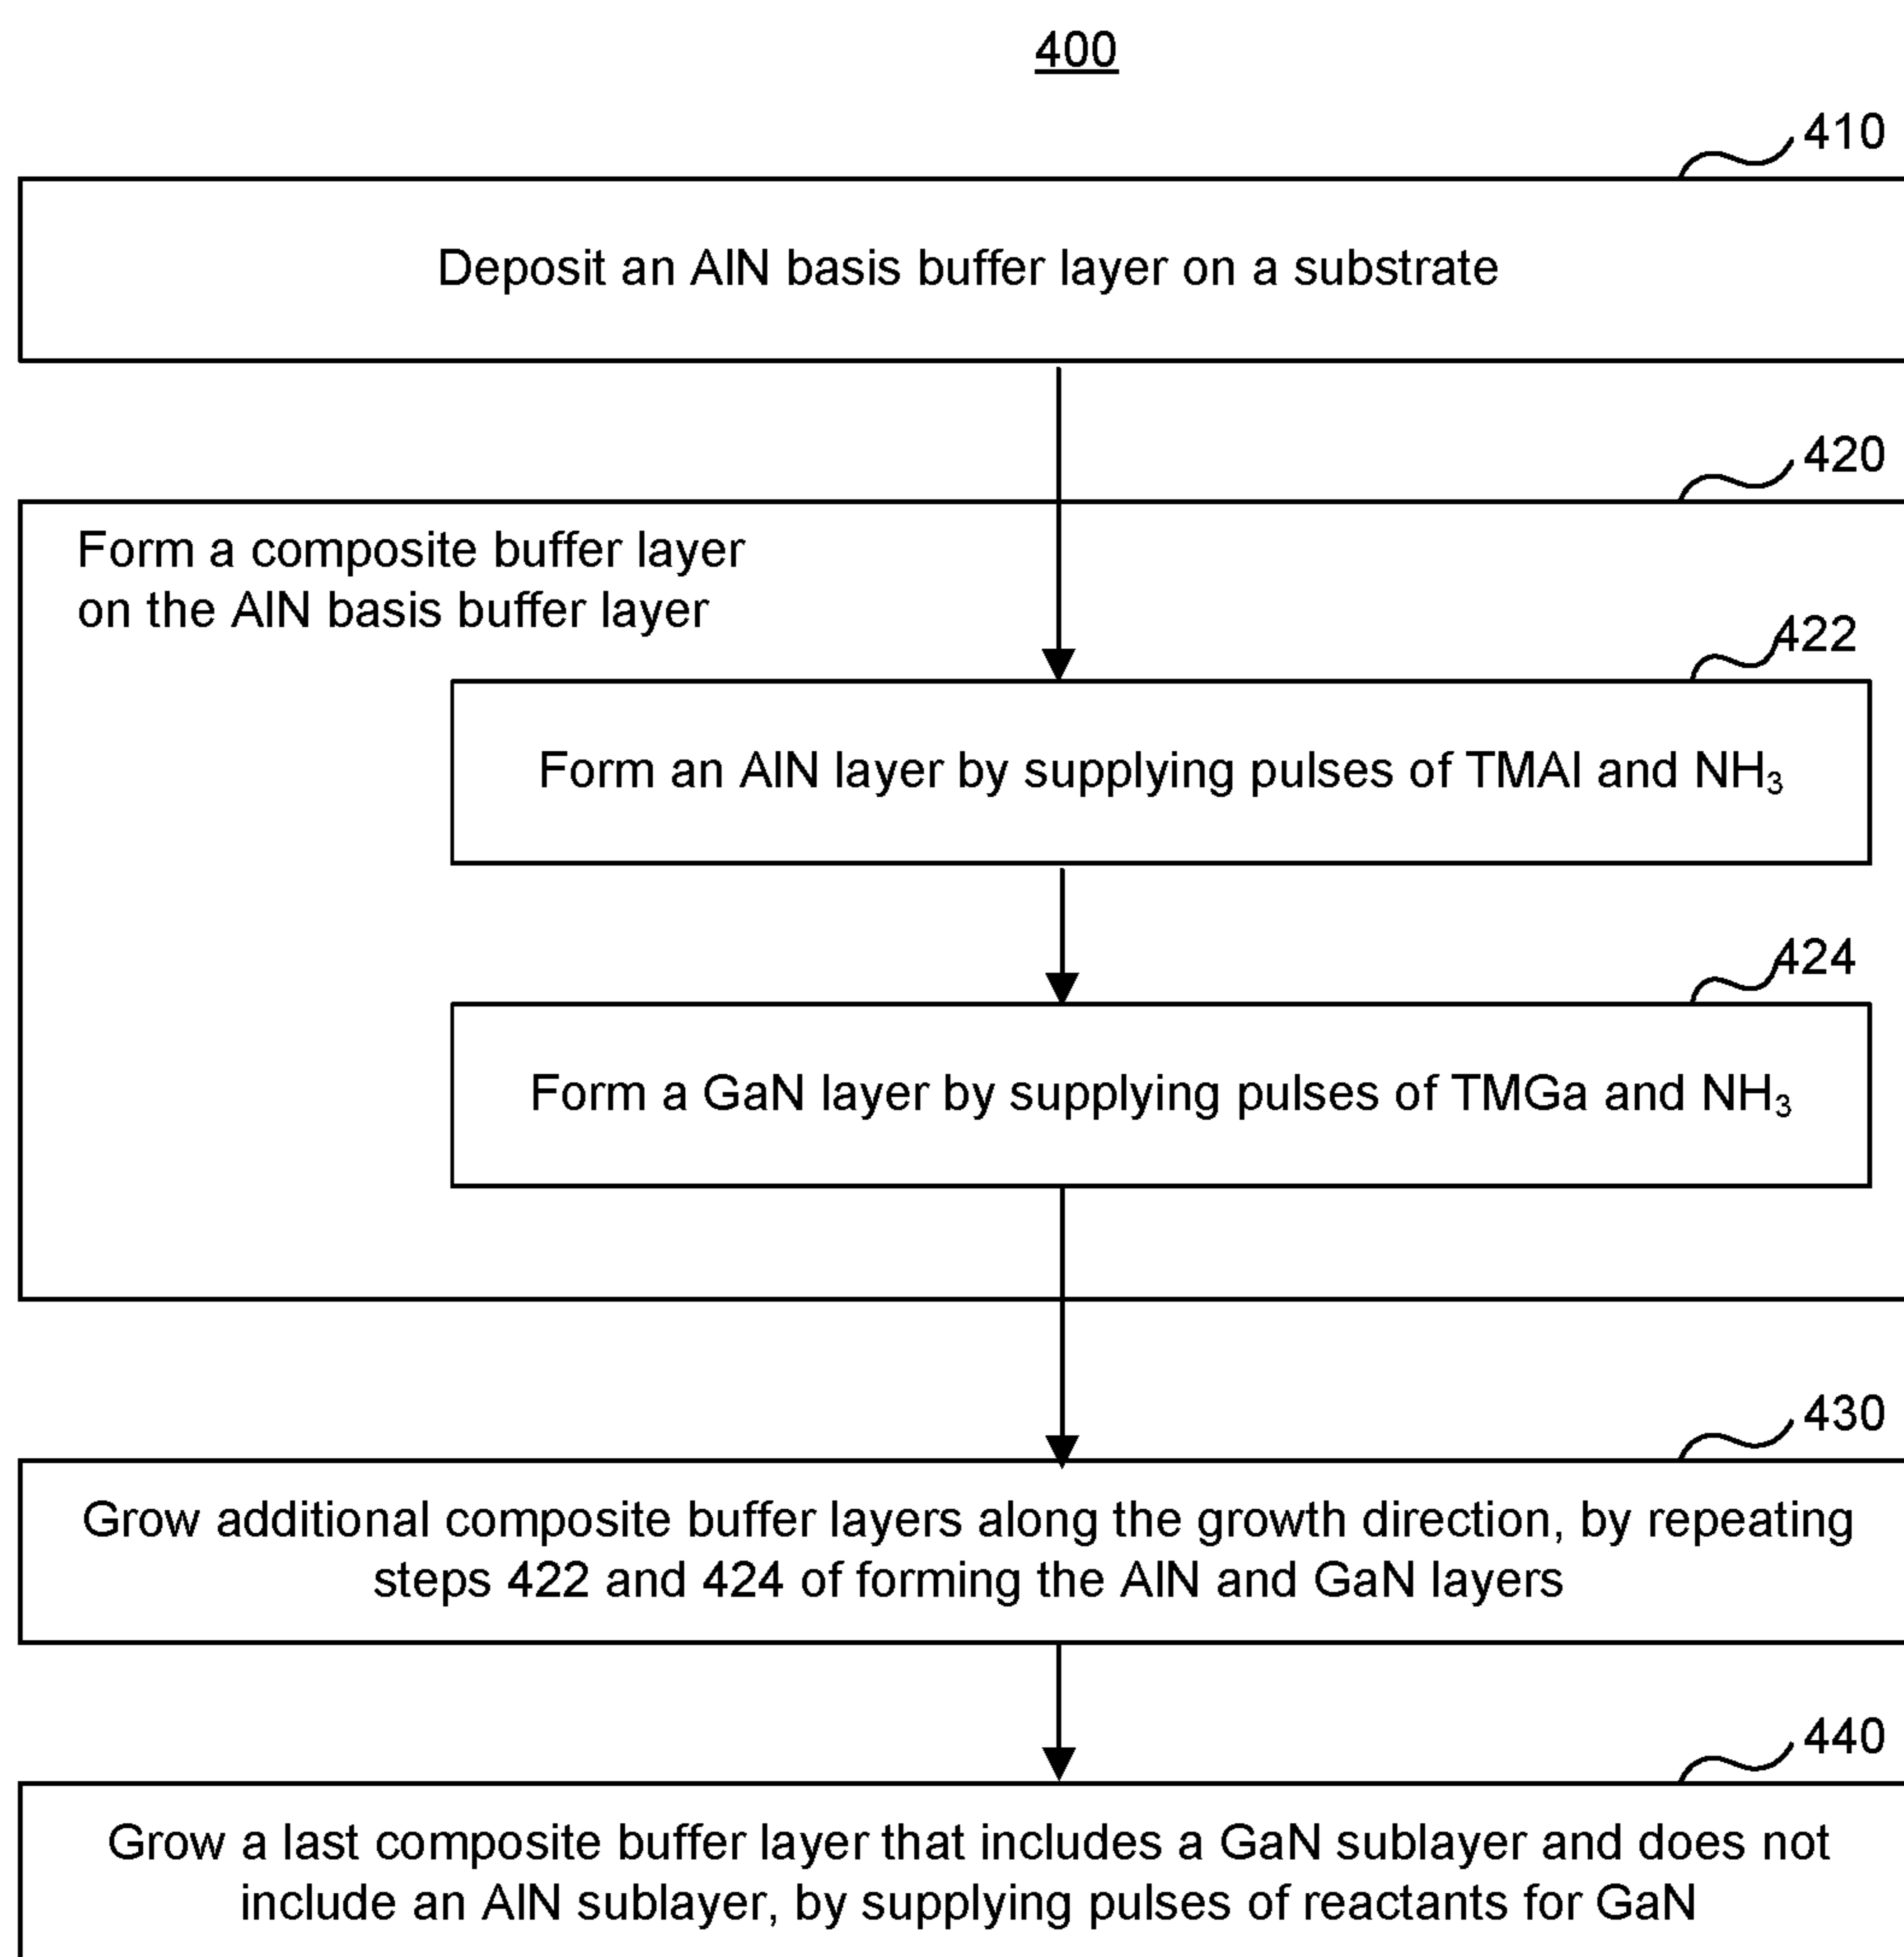 400
410
Deposit an AlN basis buffer layer on a substrate
420
Form a composite buffer layer
on the AlN basis buffer layer
422
Form an AlN layer by supplying pulses of TMAl and NH₃
424
Form a GaN layer by supplying pulses of TMGa and NH₃
430
Grow additional composite buffer layers along the growth direction, by repeating
steps 422 and 424 of forming the AlN and GaN layers
440
Grow a last composite buffer layer that includes a GaN sublayer and does not
include an AlN sublayer, by supplying pulses of reactants for GaN